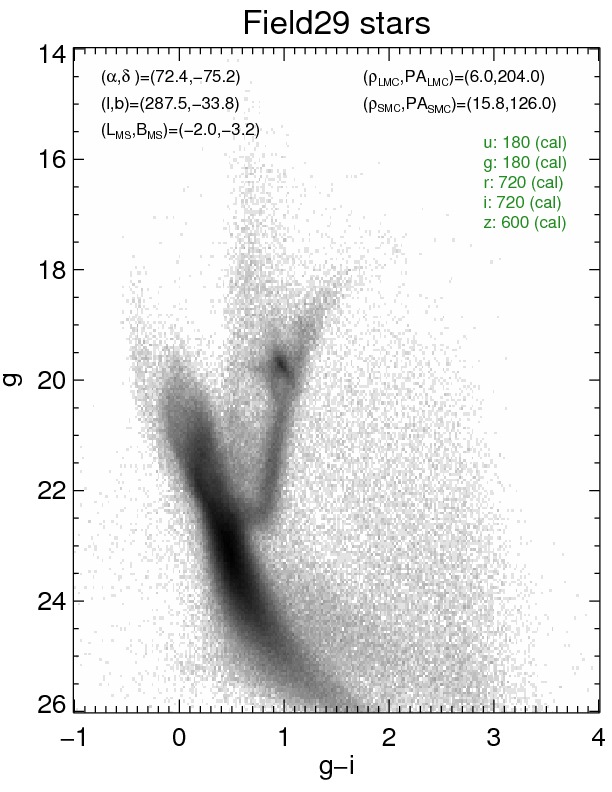 Field29 stars
(α,δ )=(72.4,−75.2)
(l,b)=(287.5,−33.8)
(LMS,BMS)=(−2.0,−3.2)
(ρLMC,PALMC)=(6.0,204.0)
(ρSMC,PASMC)=(15.8,126.0)
u: 180 (cal)
g: 180 (cal)
r: 720 (cal)
i: 720 (cal)
z: 600 (cal)
14
16
18
20
22
24
26
g
−1 0 1 2 3 4
g−i